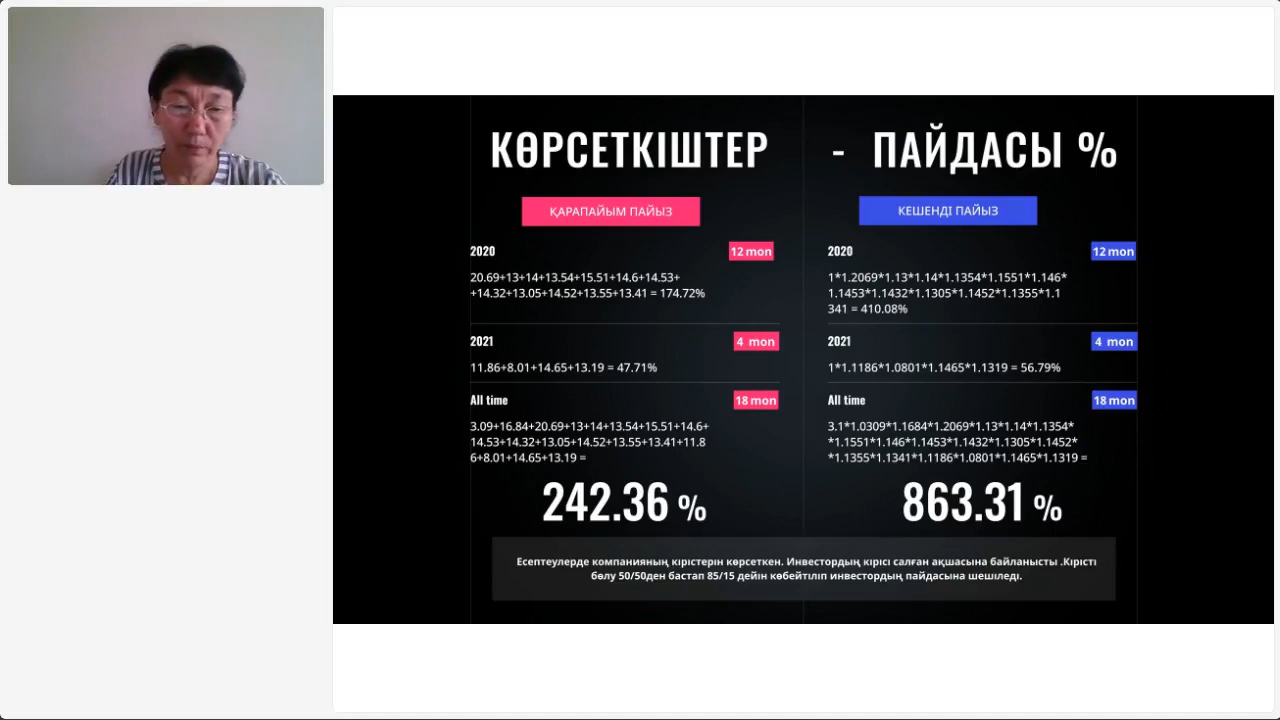 КӨРСЕТКІШТЕР - ПАЙДАСЫ %
ҚАРАПАЙЫМ ПАЙЫЗ
2020 12 mon
20.69+13+14+13.54+15.51+14.6+14.53+
+14.32+13.05+14.52+13.55+13.41 = 174.72%
2021 4 mon
11.86+8.01+14.65+13.19 = 47.71%
All time 18 mon
3.09+16.84+20.69+13+14+13.54+15.51+14.6+
14.53+14.32+13.05+14.52+13.55+13.41+11.8
6+8.01+14.65+13.19 =
242.36 %
КЕШЕНДІ ПАЙЫЗ
2020 12 mon
1*1.2069*1.13*1.14*1.1354*1.1551*1.146*
1.1453*1.1432*1.1305*1.1452*1.1355*1.1
341 = 410.08%
2021 4 mon
1*1.1186*1.0801*1.1465*1.1319 = 56.79%
All time 18 mon
3.1*1.0309*1.1684*1.2069*1.13*1.14*1.1354*
*1.1551*1.146*1.1453*1.1432*1.1305*1.1452*
*1.1355*1.1341*1.1186*1.0801*1.1465*1.1319 =
863.31 %
Есептеулерде компанияның кірістерін көрсеткен. Инвестордың кірісі салған ақшасына байланысты .Кірісті
бөлу 50/50ден бастап 85/15 дейін көбейтіліп инвестордың пайдасына шешіледі.